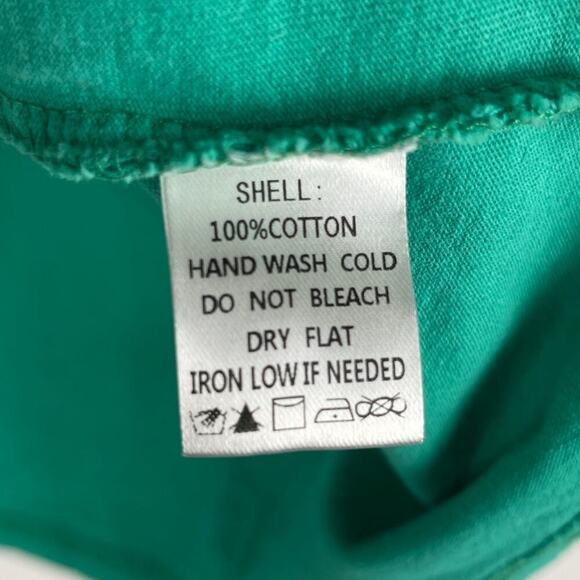 SHELL:
100%COTTON
HAND WASH COLD
DO NOT BLEACH
DRY FLAT
IRON LOW IF NEEDED